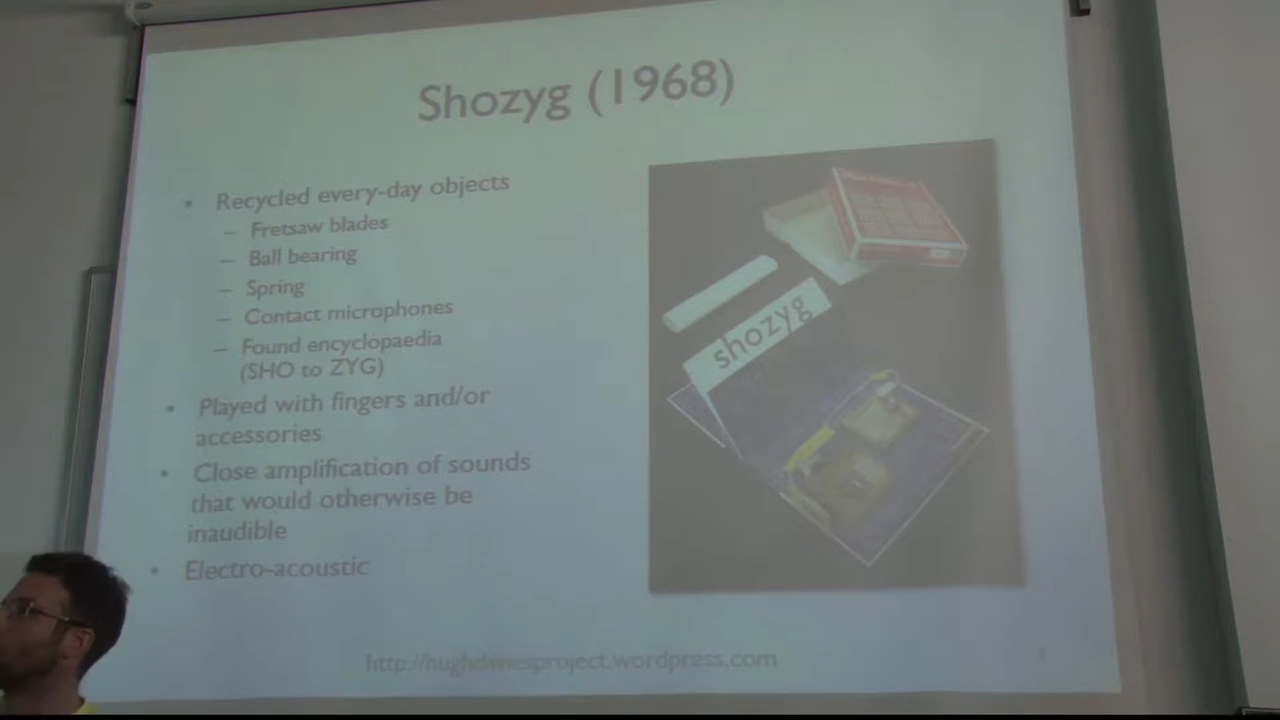 Shozyg (1968)
• Recycled every-day objects
– Fretsaw blades
– Ball bearing
– Spring
– Contact microphones
– Found encyclopaedia
(SHO to ZYG)
• Played with fingers and/or
accessories
• Close amplification of sounds
that would otherwise be
inaudible
• Electro-acoustic
shozyg
http://hughdaviesproject.wordpress.com